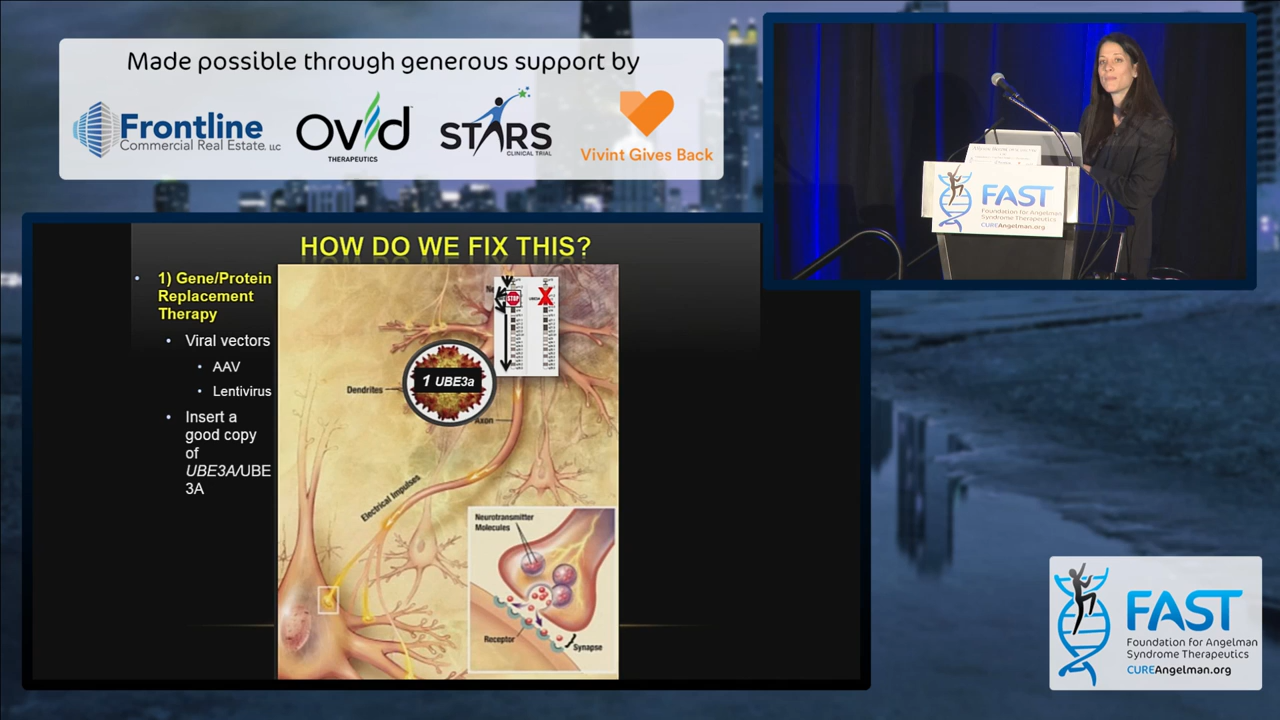 Made possible through generous support by
Frontline
Commercial Real Estate, LLC
Ovid
THERAPEUTICS
STARS
CLINICAL TRIAL
Vivint Gives Back
FAST
Foundation for Angelman
Syndrome Therapeutics
CUREAngelman.org
HOW DO WE FIX THIS?
• 1) Gene/Protein
Replacement
Therapy
• Viral vectors
• AAV
• Lentivirus
• Insert a
good copy
of
UBE3A/UBE
3A
STOP
1 UBE3a
Dendrites
Axon
Electrical Impulses
Neurotransmitter
Molecules
Receptor
Synapse
FAST
Foundation for Angelman
Syndrome Therapeutics
CUREAngelman.org